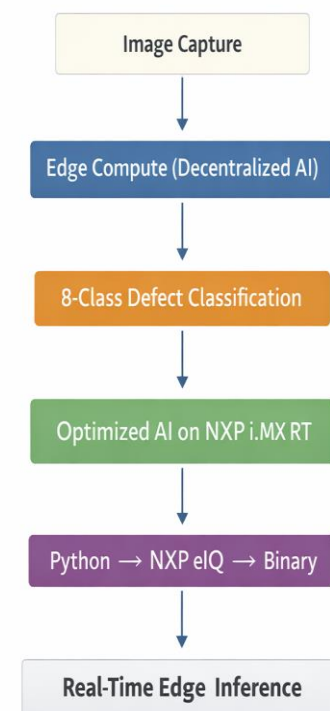 Image Capture
Edge Compute (Decentralized AI)
8-Class Defect Classification
Optimized AI on NXP i.MX RT
Python → NXP eIQ → Binary
Real-Time Edge Inference